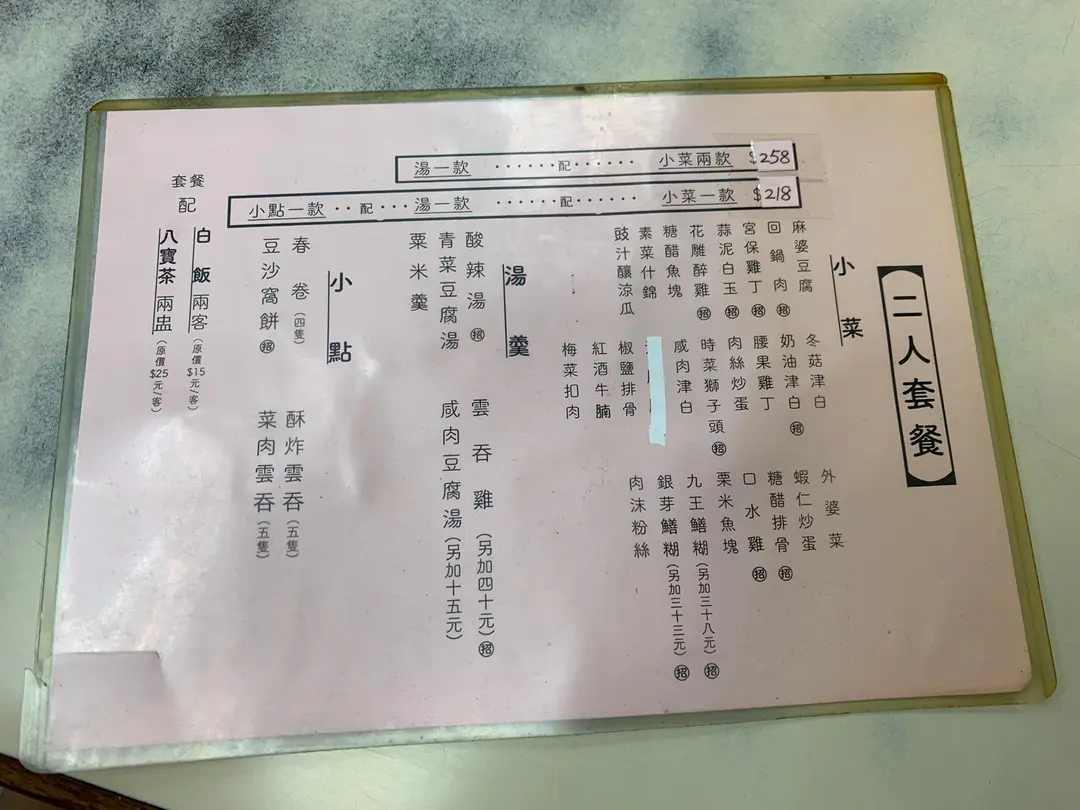 二人套餐
湯一款 ・・・・・・・配・・・・・・・ 小菜兩款 $258
小點一款 ・・配・・・湯一款 ・・・・・・・配・・・・・・・ 小菜一款 $218
小菜
麻婆豆腐
回鍋肉 招
宮保雞丁 招
蒜泥白玉 招
花雕醉雞 招
糖醋魚塊
素菜什錦
豉汁釀涼瓜
冬菇津白
奶油津白 招
腰果雞丁
肉絲炒蛋
時菜獅子頭 招
咸肉津白
椒鹽排骨
紅酒牛腩
梅菜扣肉
外婆菜
蝦仁炒蛋
糖醋排骨 招
口水雞 招
粟米魚塊
九王鱔糊(另加三十八元) 招
銀芽鱔糊(另加三十三元) 招
肉沫粉絲
湯羹
酸辣湯 招
青菜豆腐湯
粟米羹
雲吞雞(另加四十元) 招
咸肉豆腐湯(另加十五元)
小點
春卷(四隻)
豆沙窩餅 招
酥炸雲吞(五隻)
菜肉雲吞(五隻)
套餐
配
白飯兩客(原價$15元/客)
八寶茶兩盅(原價$25元/客)